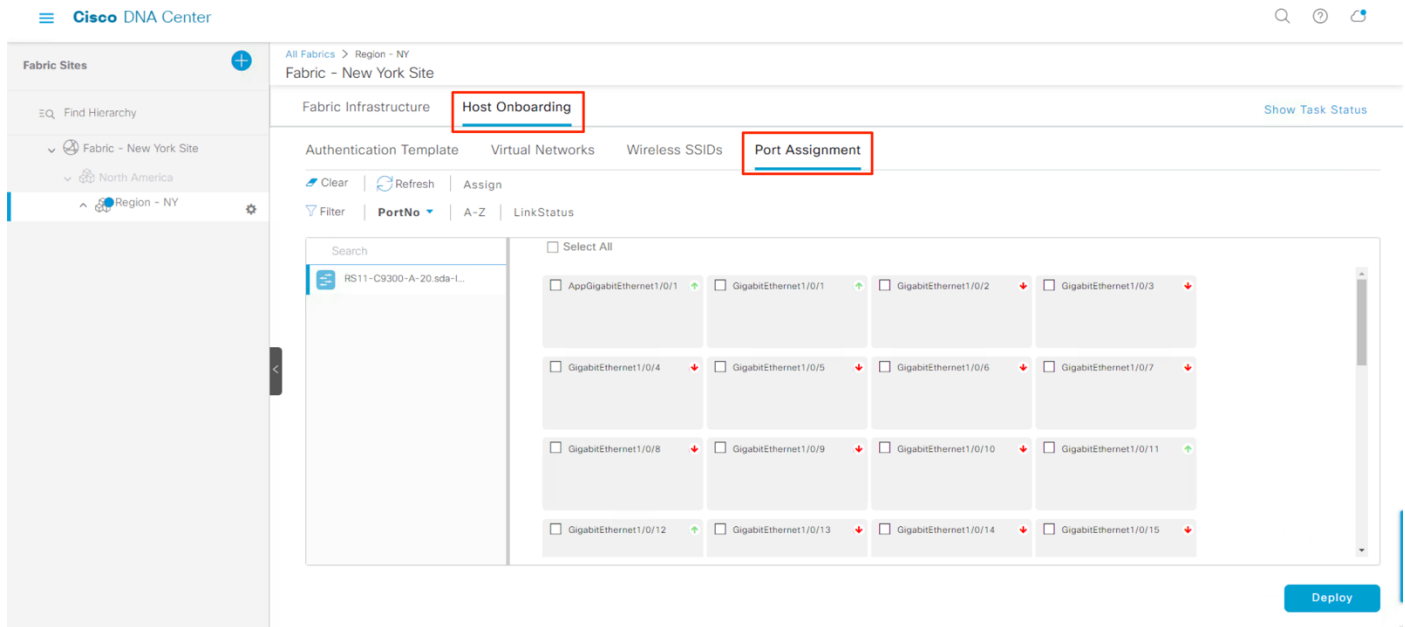 Cisco DNA Center
Fabric Sites
All Fabrics > Region - NY
Fabric - New York Site
Find Hierarchy
Fabric - New York Site
North America
Region - NY
Fabric Infrastructure Host Onboarding Show Task Status
Authentication Template Virtual Networks Wireless SSIDs Port Assignment
Clear Refresh Assign
Filter PortNo A-Z LinkStatus
Search
RS11-C9300-A-20.sda-l...
Select All
AppGigabitEthernet1/0/1 GigabitEthernet1/0/1 GigabitEthernet1/0/2 GigabitEthernet1/0/3
GigabitEthernet1/0/4 GigabitEthernet1/0/5 GigabitEthernet1/0/6 GigabitEthernet1/0/7
GigabitEthernet1/0/8 GigabitEthernet1/0/9 GigabitEthernet1/0/10 GigabitEthernet1/0/11
GigabitEthernet1/0/12 GigabitEthernet1/0/13 GigabitEthernet1/0/14 GigabitEthernet1/0/15
Deploy